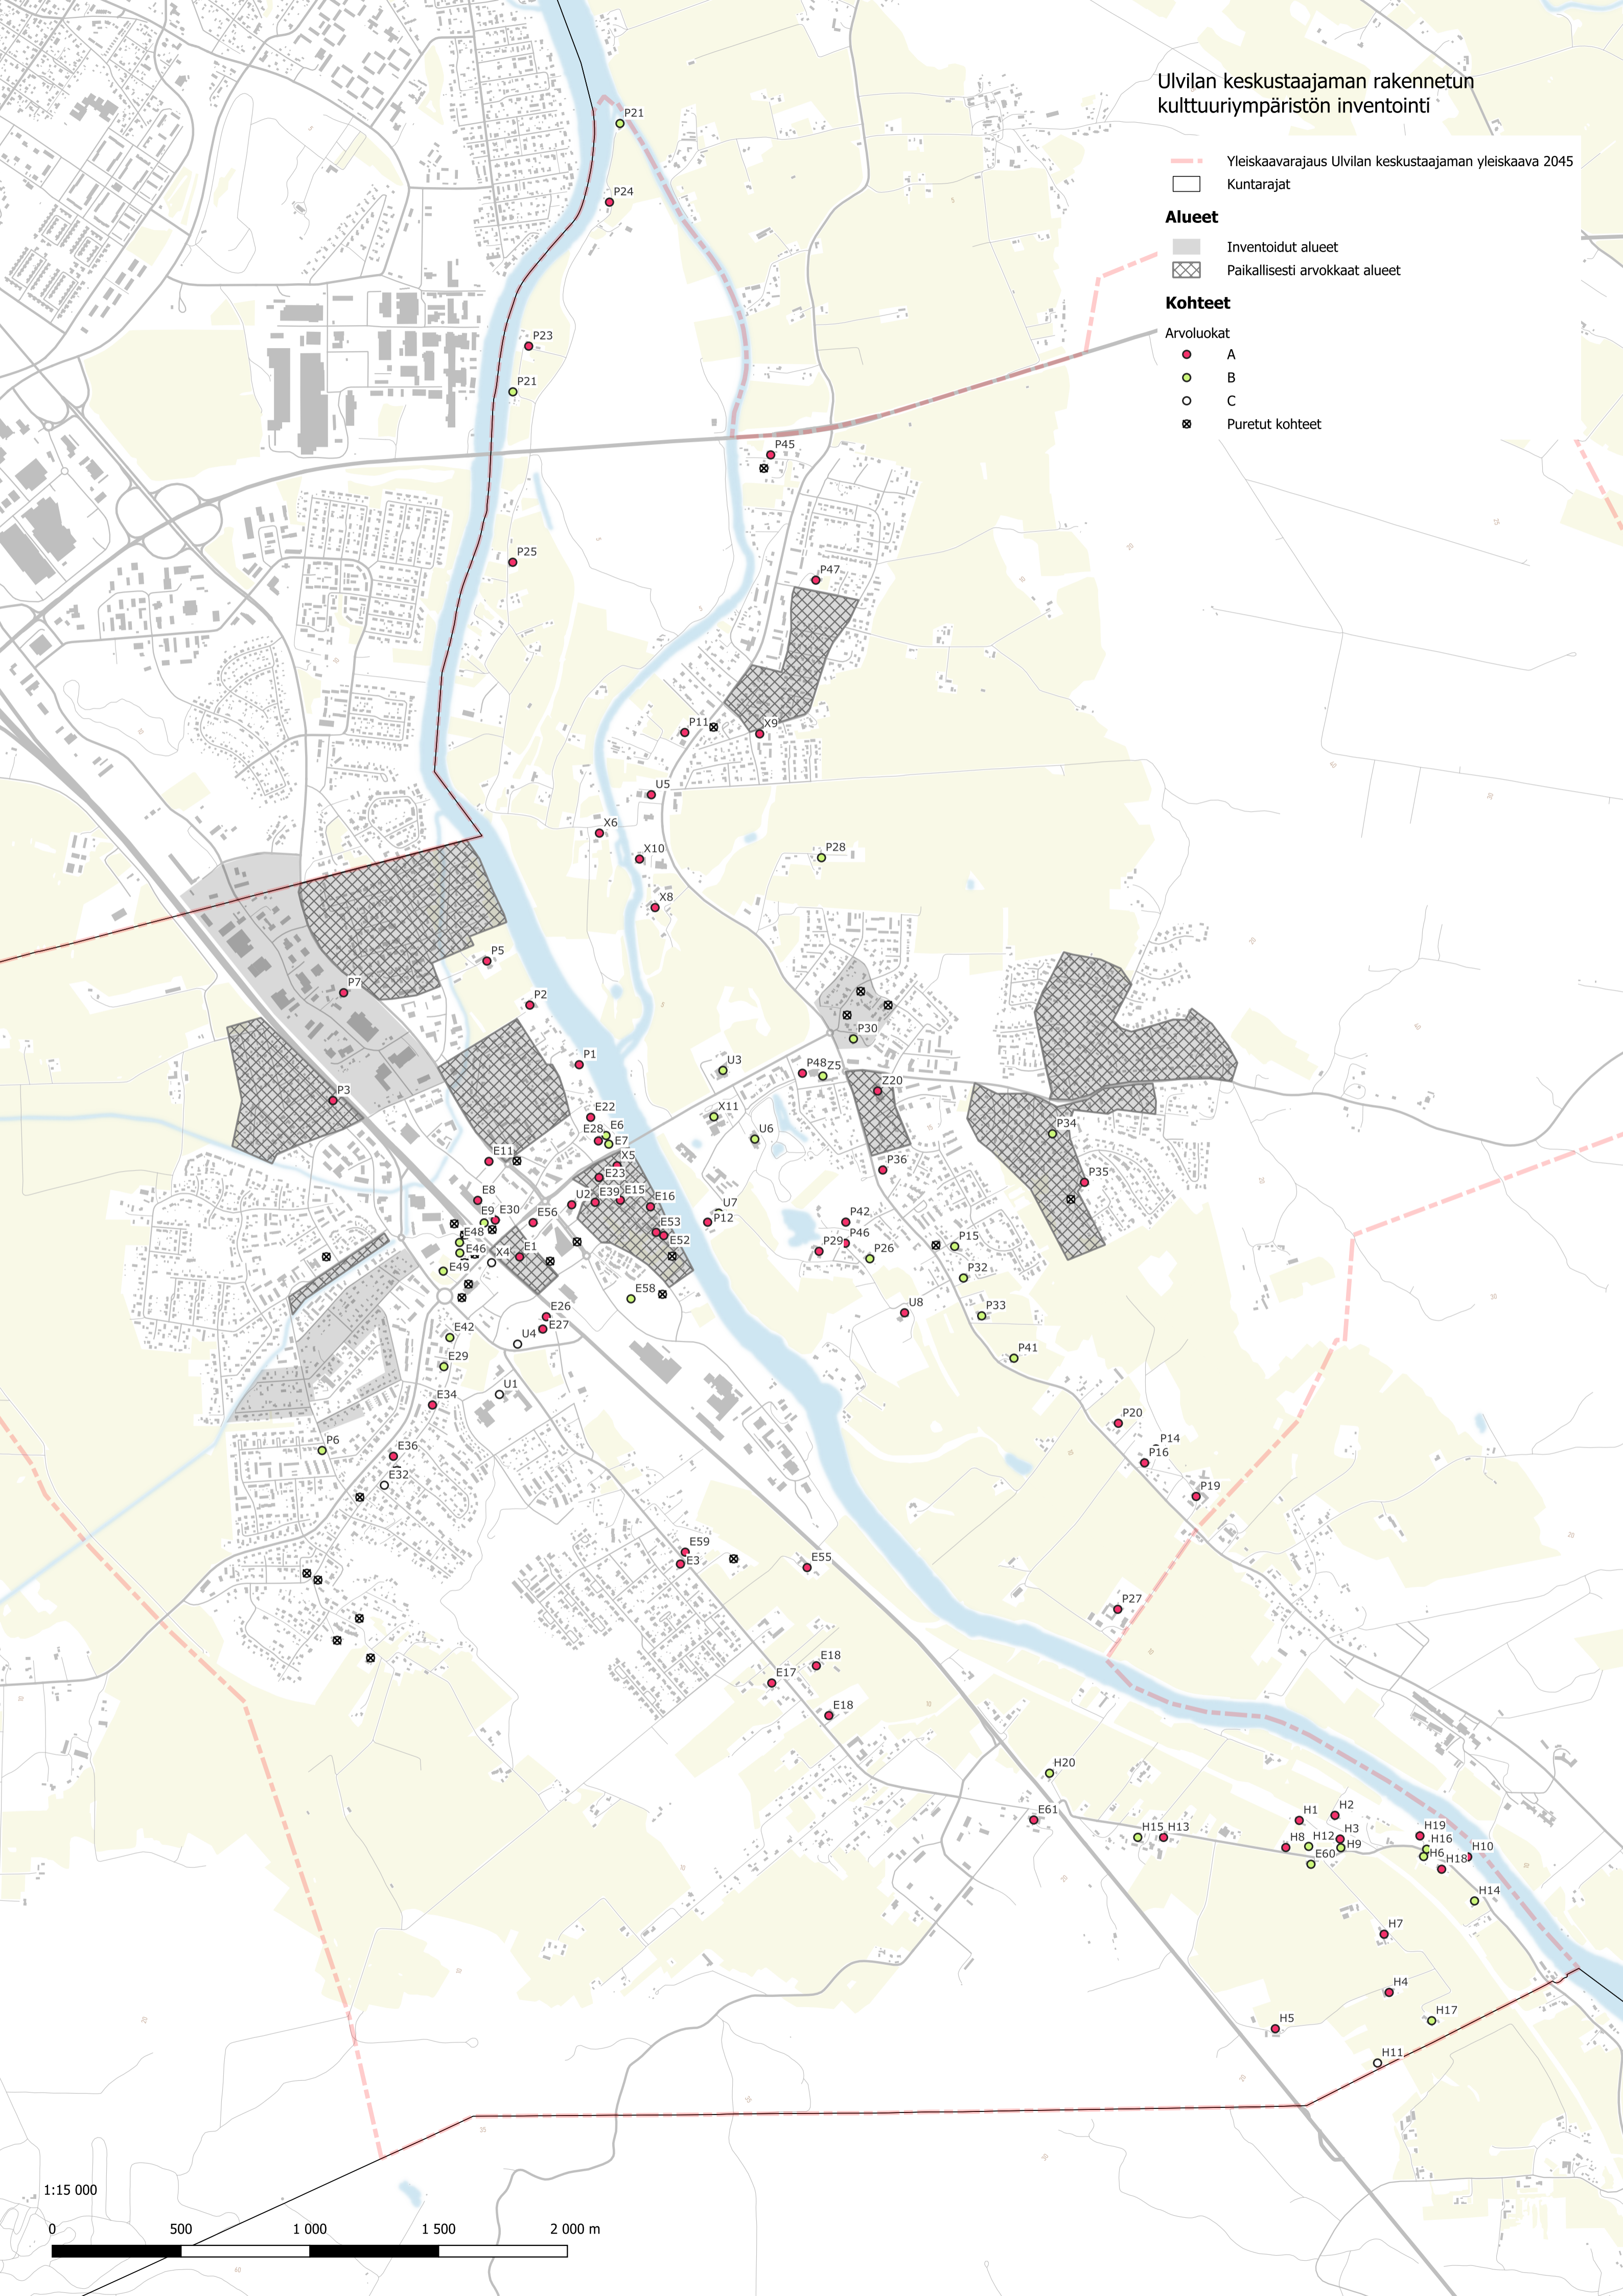 Ulvilan keskustaajaman rakennetun
kulttuuriympäristön inventointi
Yleiskaavarajaus Ulvilan keskustaajaman yleiskaava 2045
Kuntarajat
Alueet
Inventoidut alueet
Paikallisesti arvokkaat alueet
Kohteet
Arvoluokat
A
B
C
Puretut kohteet
P21
P24
P23
P21
P45
P25
P47
P11
X9
U5
X6
X10
P28
X8
P5
P7
P2
P30
P1
U3
P48
Z5
Z20
P3
E22
X11
E6
E28
E7
U6
P34
E11
X5
P36
E23
P35
E8
U2
E39
E15
E16
U7
E9
E30
E56
P12
P42
E48
E53
E52
P46
E46
X4
E1
P29
P26
P15
E49
P32
E58
E26
U8
P33
E27
E42
U4
P41
E29
U1
E34
P20
P6
E36
P14
P16
E32
P19
E59
E3
E55
P27
E18
E17
E18
H20
E61
H1
H2
H15
H13
H8
H12
H3
H9
H19
H16
E60
H6
H18
H10
H14
H7
H4
H17
H5
H11
1:15 000
0
500
1 000
1 500
2 000 m